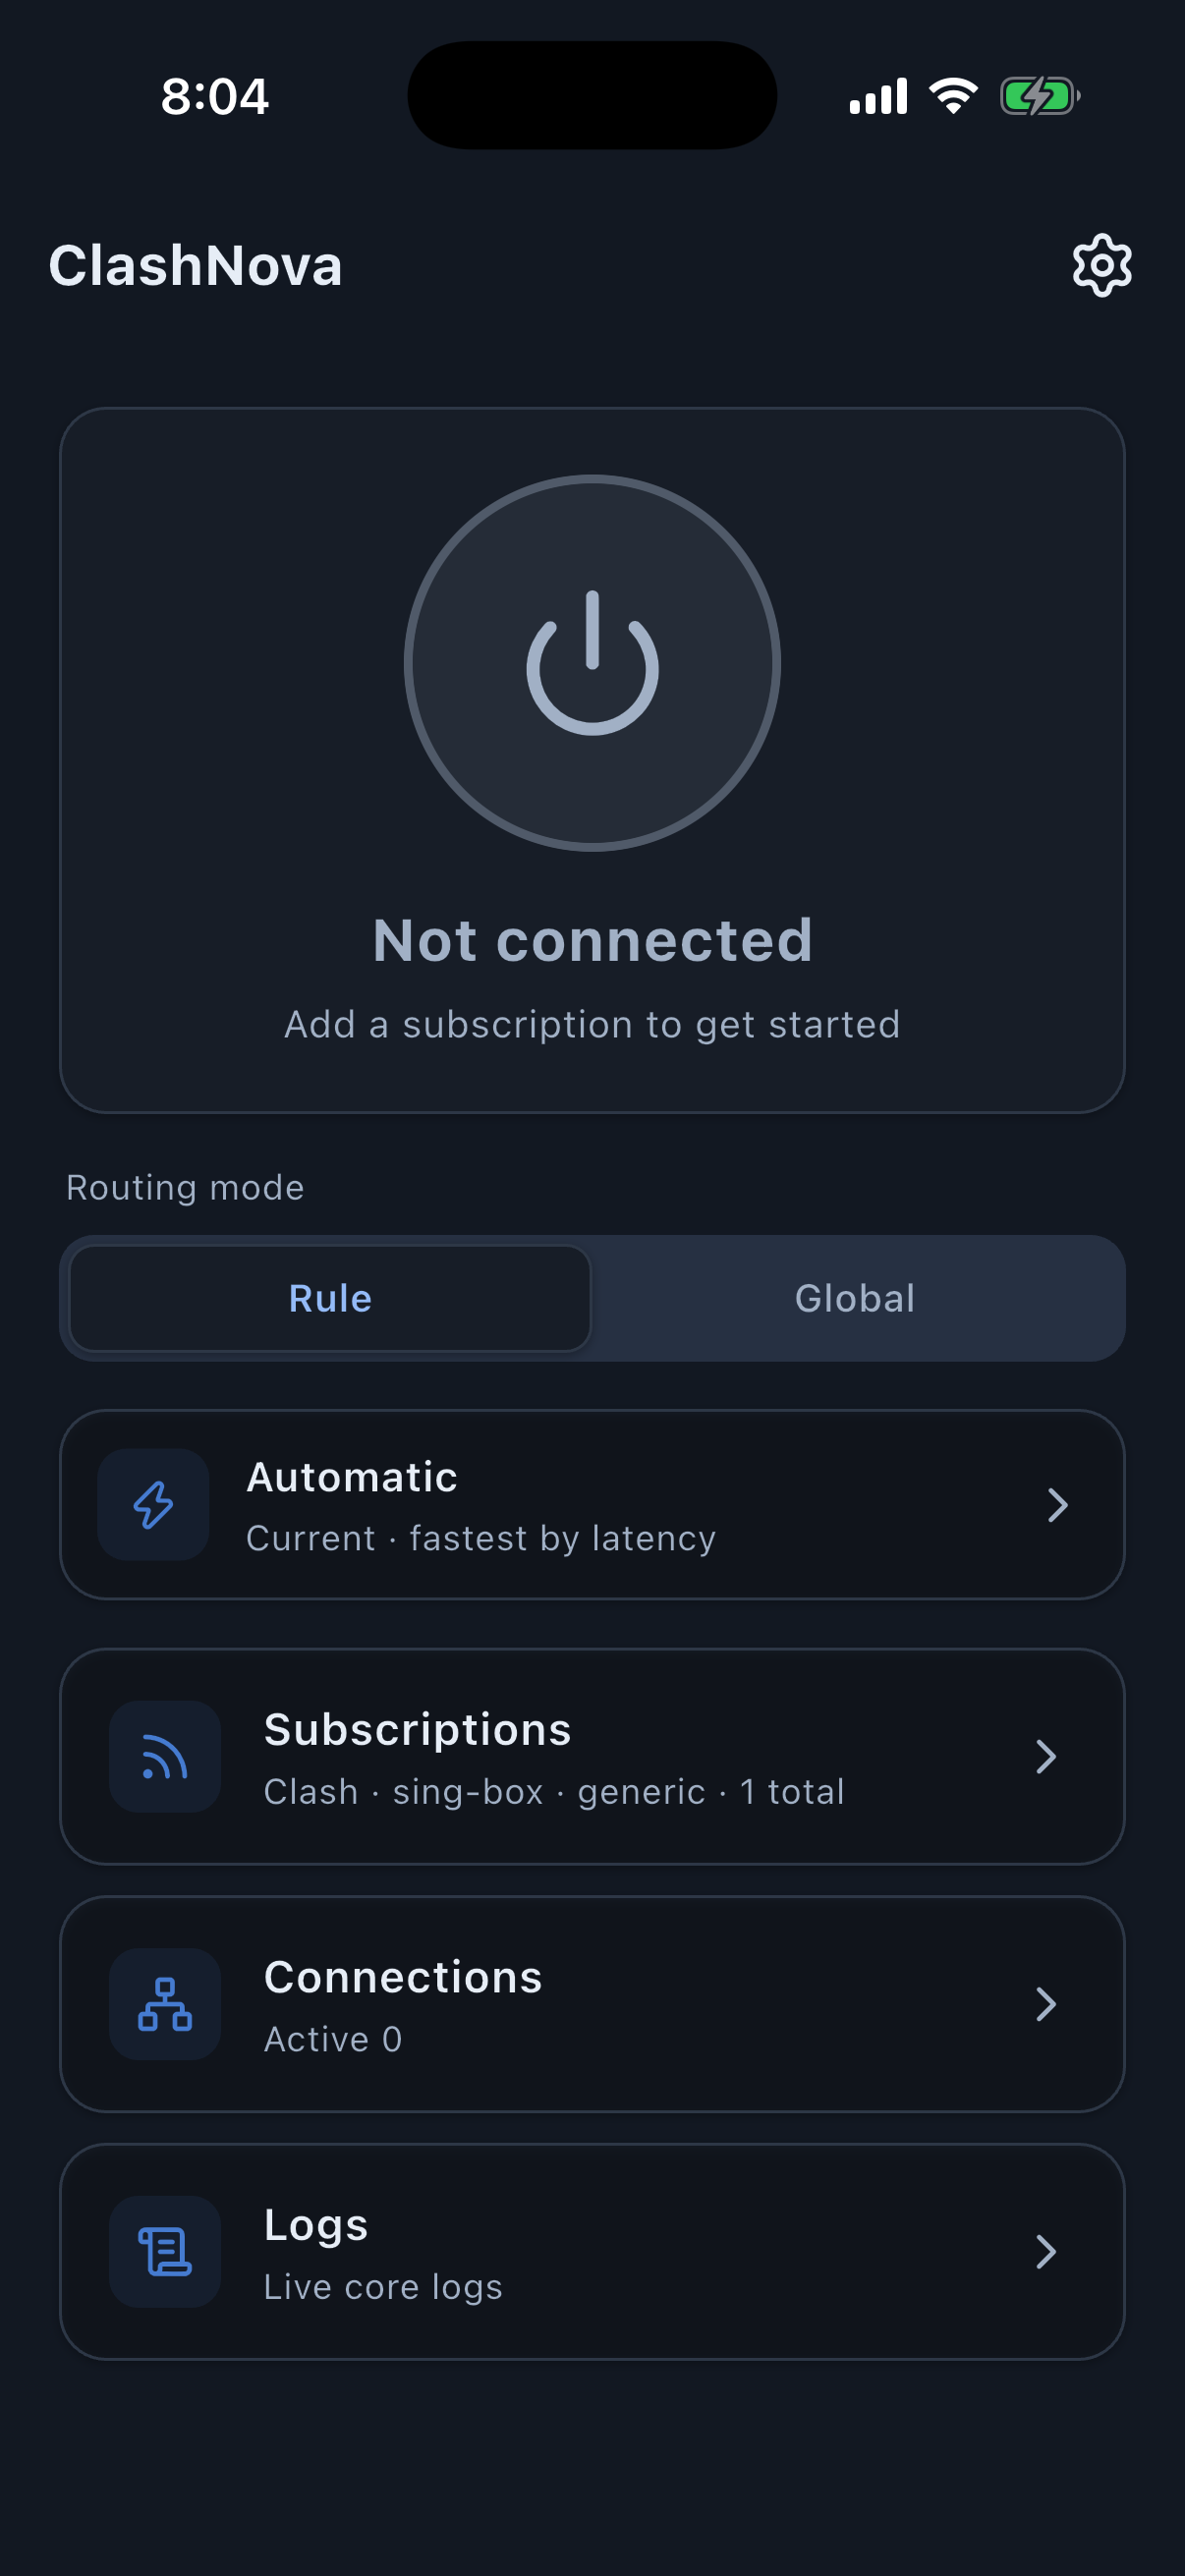 8:04
ClashNova
Not connected
Add a subscription to get started
Routing mode
Rule
Global
Automatic
Current · fastest by latency
Subscriptions
Clash · sing-box · generic · 1 total
Connections
Active 0
Logs
Live core logs